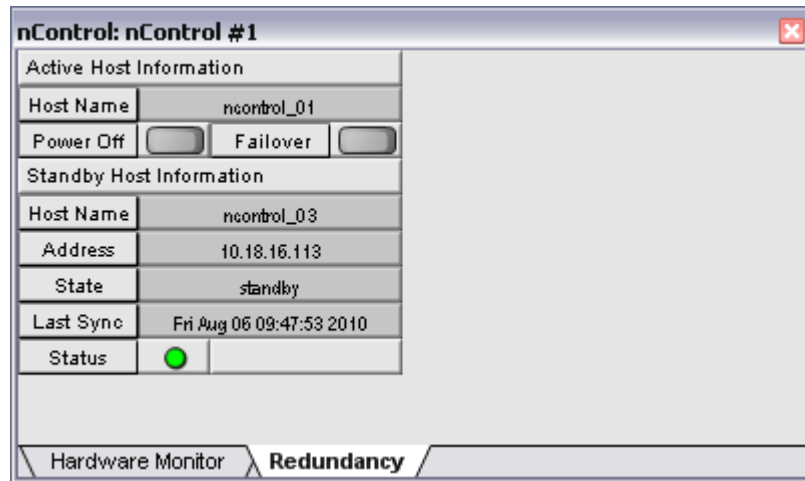 nControl: nControl #1
Active Host Information
Host Name ncontrol_01
Power Off Failover
Standby Host Information
Host Name ncontrol_03
Address 10.18.16.113
State standby
Last Sync Fri Aug 06 09:47:53 2010
Status
Hardware Monitor Redundancy